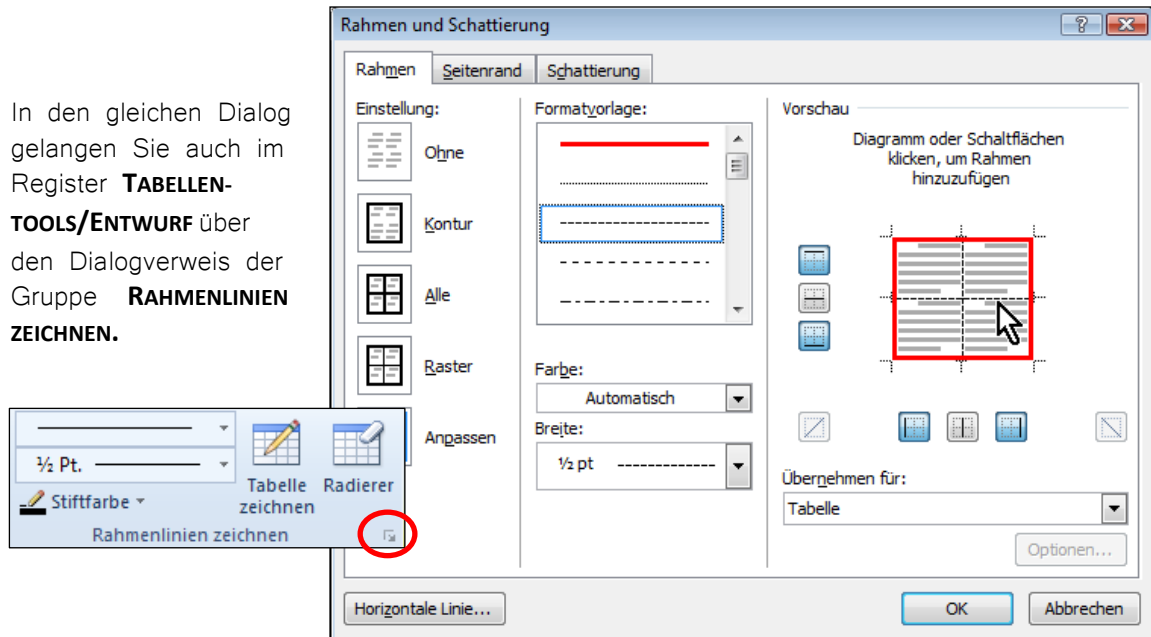 In den gleichen Dialog
gelangen Sie auch im
Register TABELLEN-
TOOLS/ENTWURF über
den Dialogverweis der
Gruppe RAHMENLINIEN
ZEICHNEN.
½ Pt.
Stiftfarbe
Tabelle
zeichnen
Radierer
Rahmenlinien zeichnen
Rahmen und Schattierung
Rahmen Seitenrand Schattierung
Einstellung:
Ohne
Kontur
Alle
Raster
Anpassen
Formatvorlage:
Farbe:
Automatisch
Breite:
½ pt
Vorschau
Diagramm oder Schaltflächen
klicken, um Rahmen
hinzuzufügen
Übernehmen für:
Tabelle
Optionen...
Horizontale Linie...
OK
Abbrechen